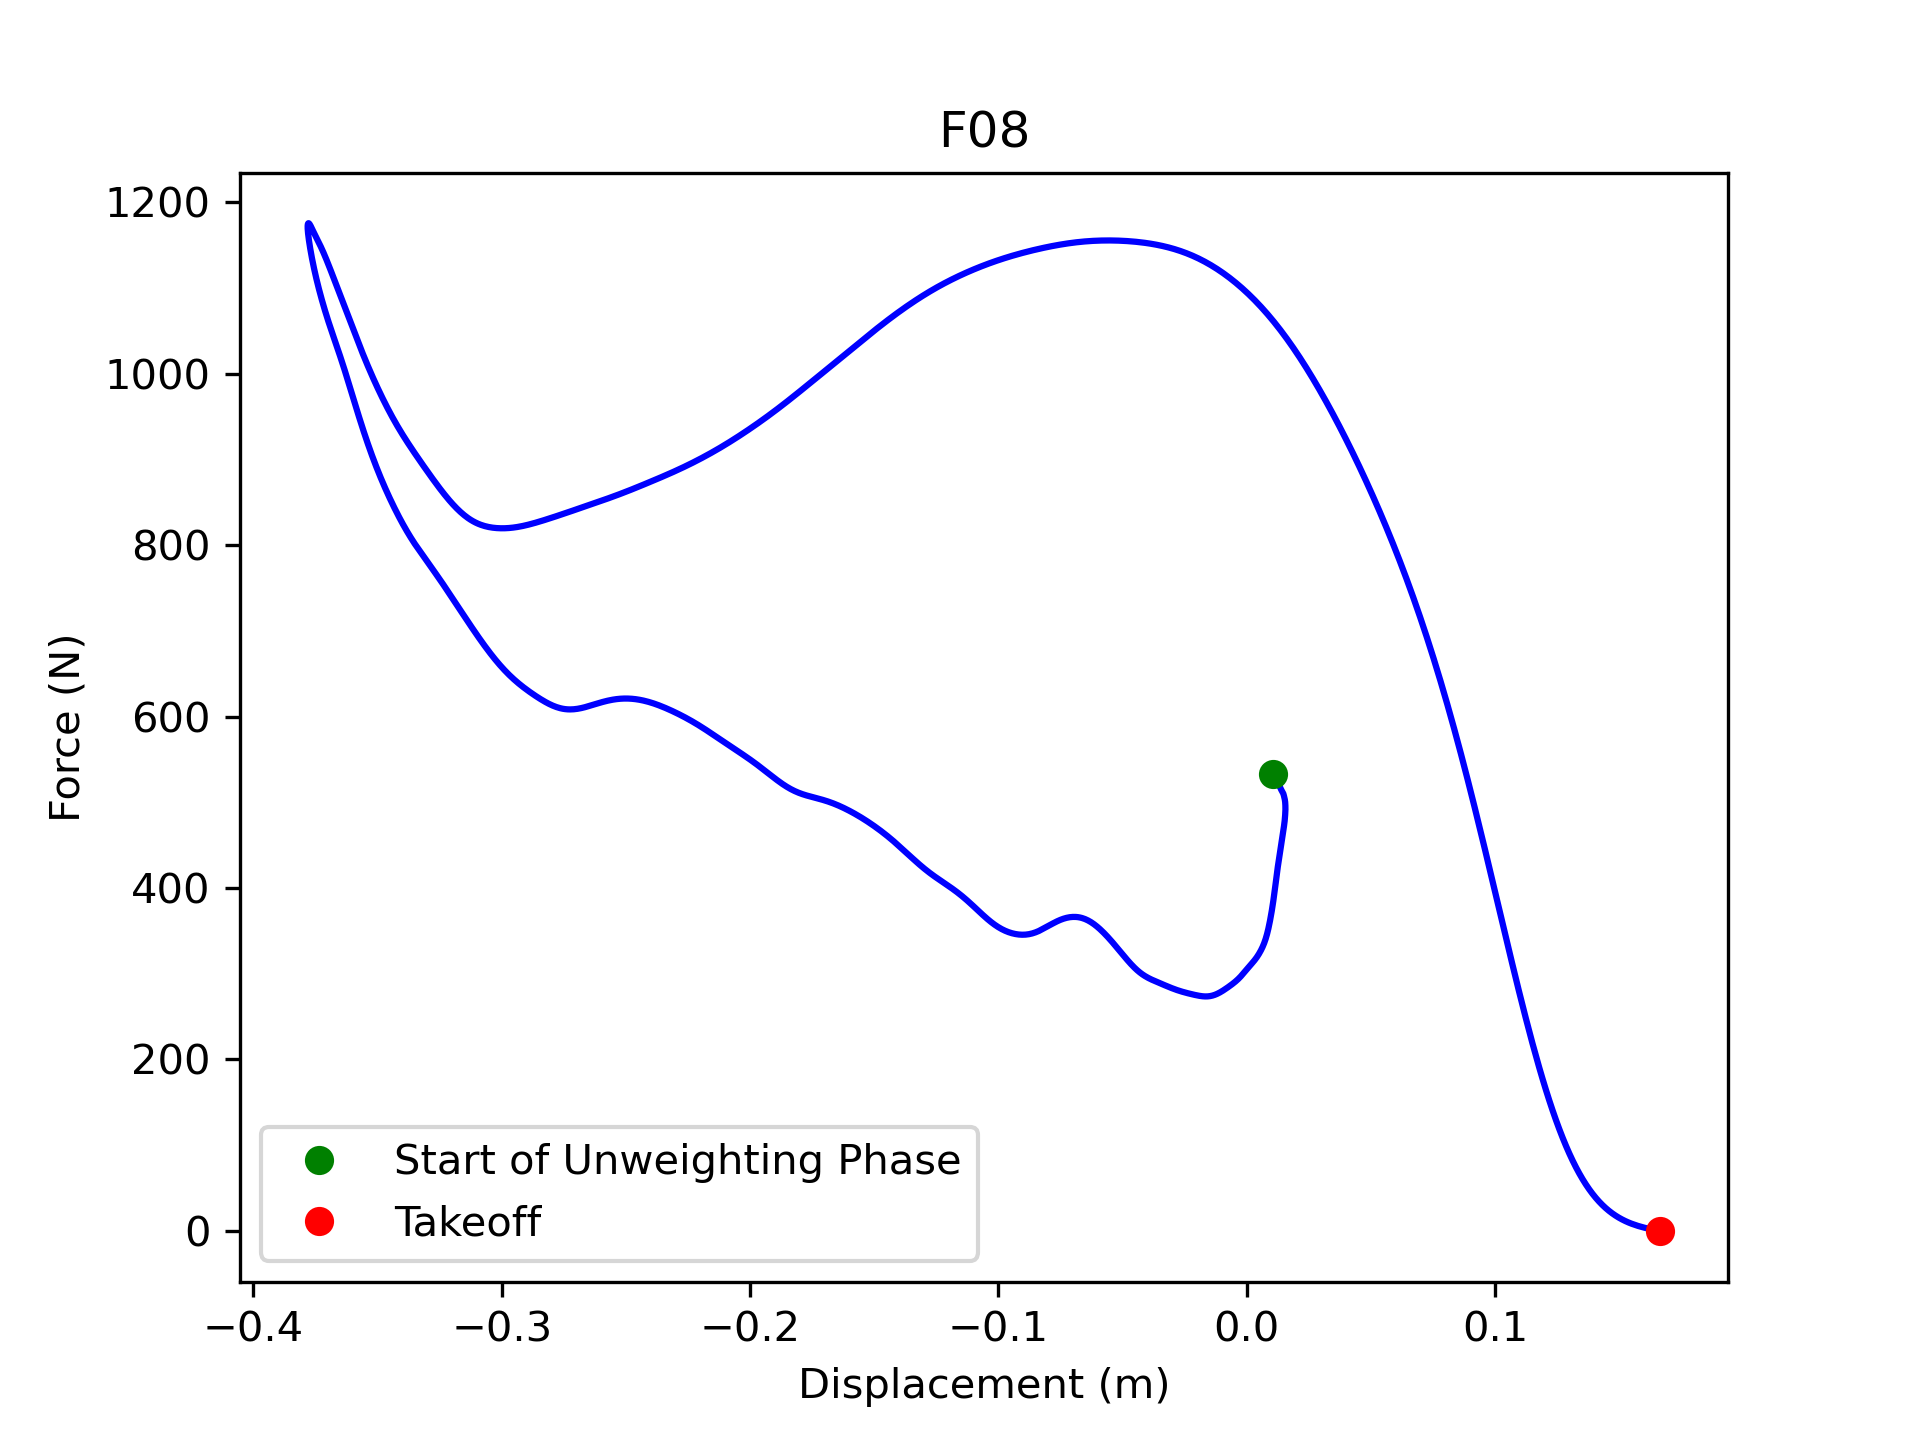 F08
1200
1000
800
600
400
200
0
Force (N)
Start of Unweighting Phase
Takeoff
−0.4
−0.3
−0.2
−0.1
0.0
0.1
Displacement (m)